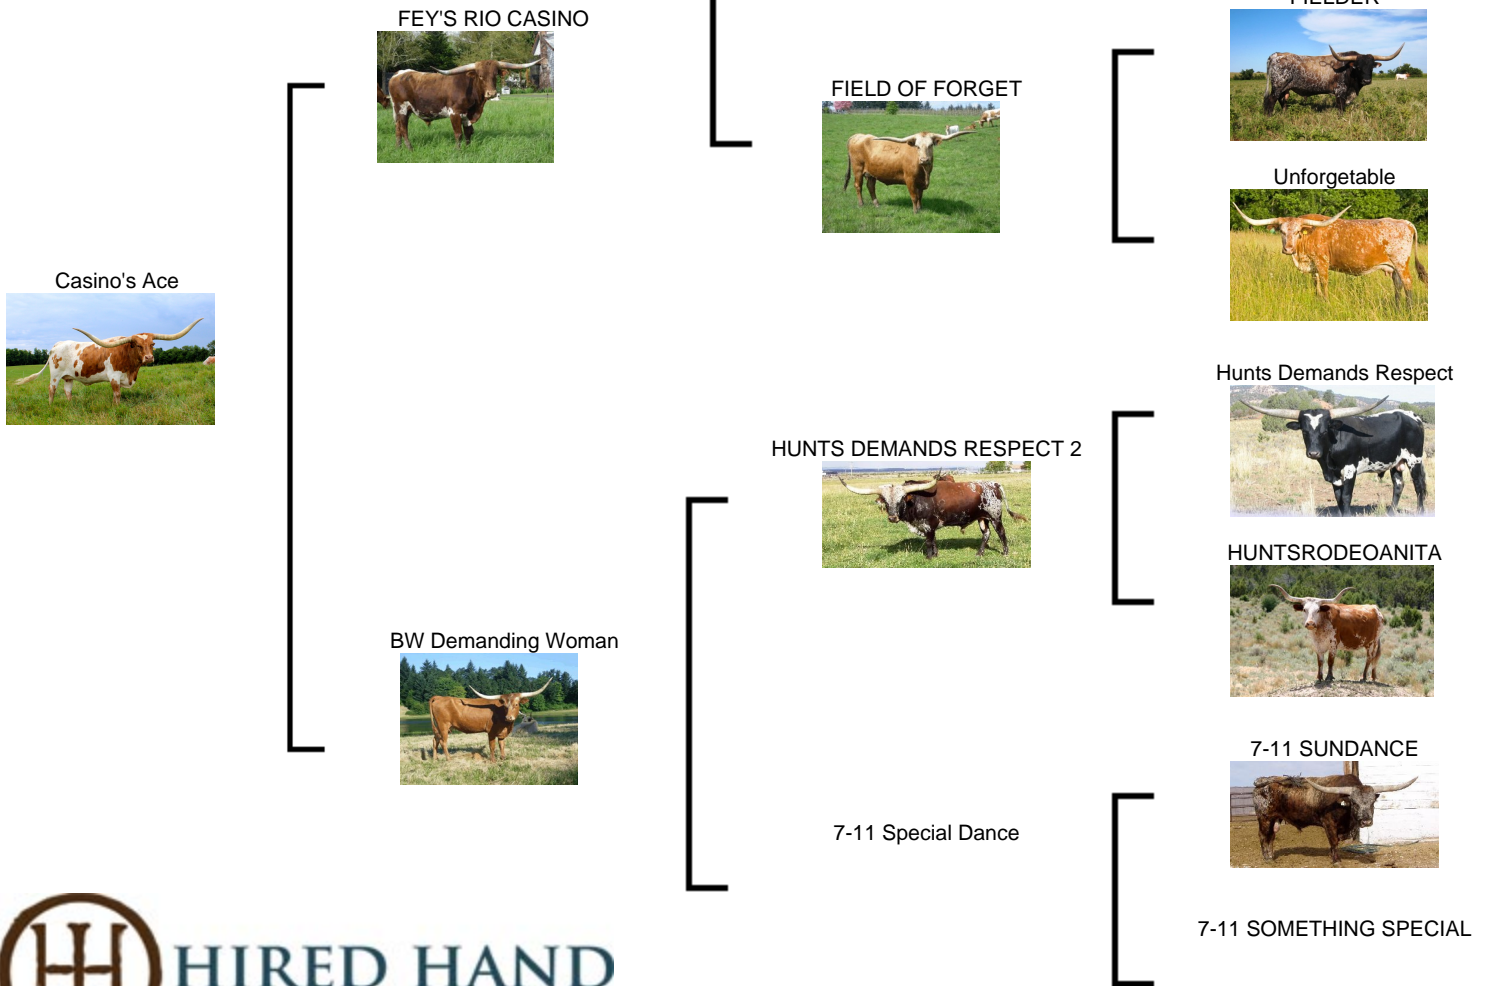 FEY'S RIO CASINO
FIELD OF FORGET
Unforgetable
Casino's Ace
Hunts Demands Respect
HUNTS DEMANDS RESPECT 2
HUNTSRODEOANITA
BW Demanding Woman
7-11 SUNDANCE
7-11 Special Dance
7-11 SOMETHING SPECIAL
HIRED HAND